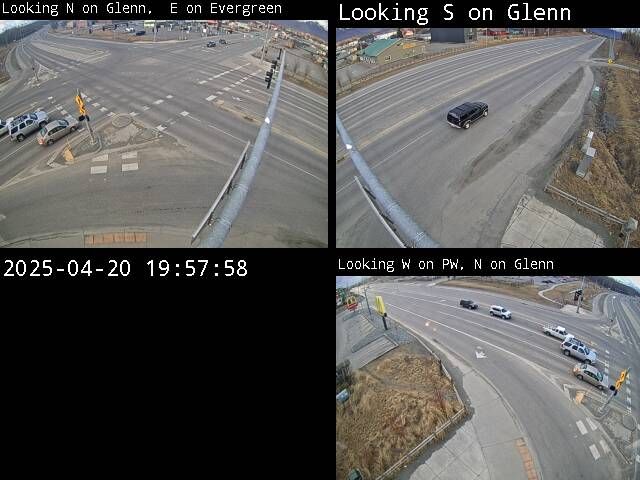 Looking N on Glenn, E on Evergreen
Looking S on Glenn
2025-04-20 19:57:58
Looking W on PW, N on Glenn